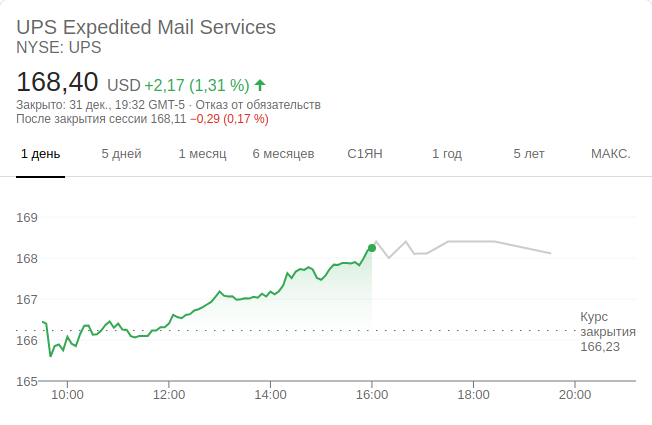 UPS Expedited Mail Services
NYSE: UPS
168,40 USD +2,17 (1,31 %)
Закрыто: 31 дек., 19:32 GMT-5 · Отказ от обязательств
После закрытия сессии 168,11 −0,29 (0,17 %)
1 день 5 дней 1 месяц 6 месяцев С1ЯН 1 год 5 лет МАКС.
169
168
167
166
165
Курс
закрытия
166,23
10:00 12:00 14:00 16:00 18:00 20:00